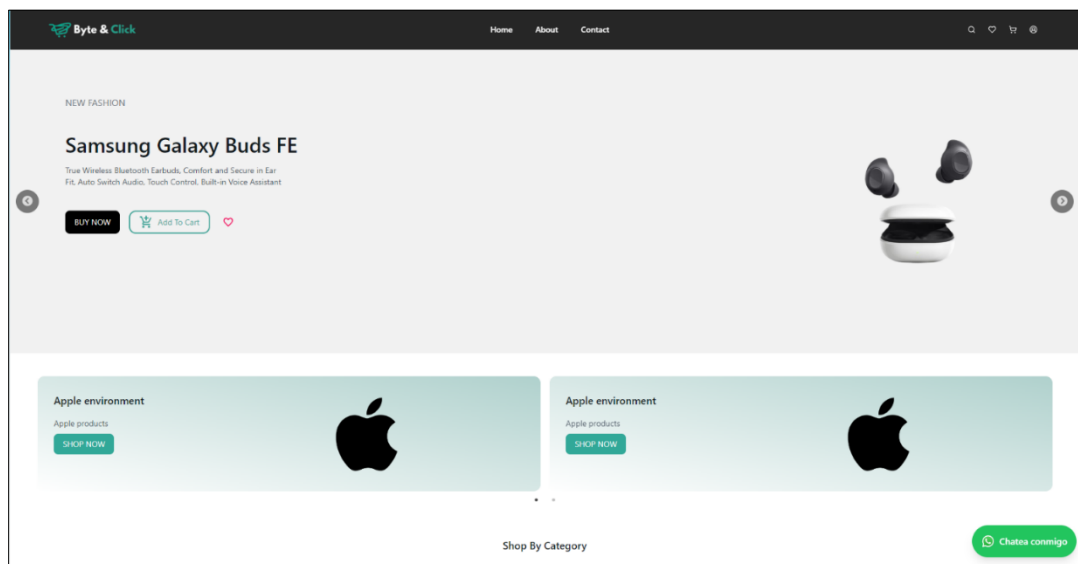 Byte & Click
Home About Contact
NEW FASHION
Samsung Galaxy Buds FE
True Wireless Bluetooth Earbuds, Comfort and Secure in Ear
Fit, Auto Switch Audio, Touch Control, Built-in Voice Assistant
BUY NOW Add To Cart
Apple environment
Apple products
SHOP NOW
Apple environment
Apple products
SHOP NOW
Shop By Category
Chatea conmigo